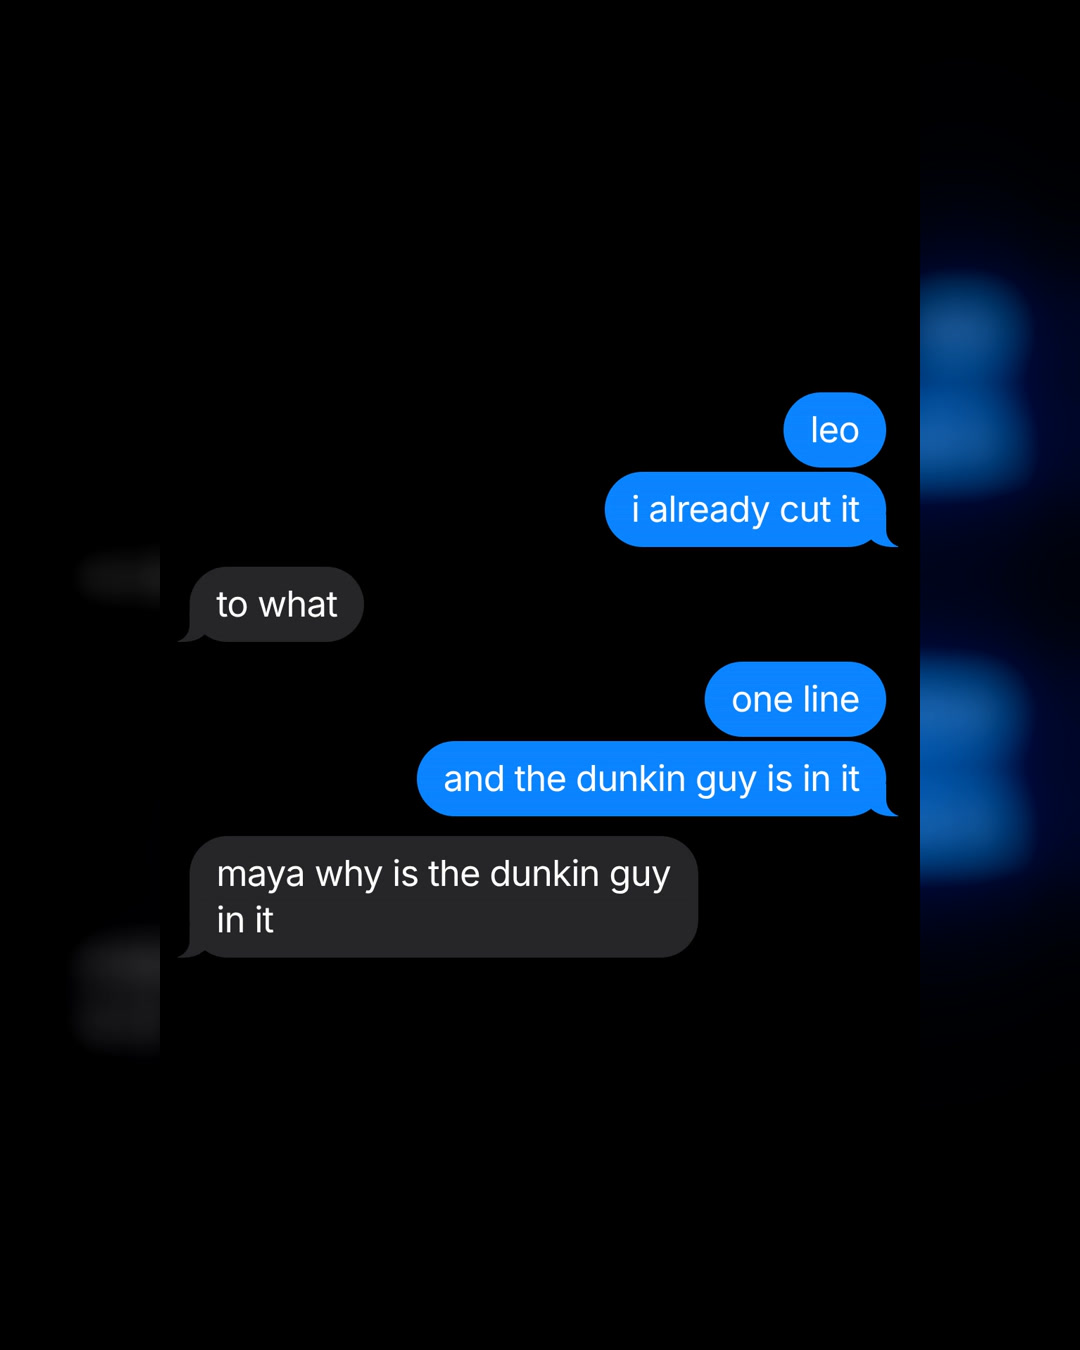 leo
i already cut it
to what
one line
and the dunkin guy is in it
maya why is the dunkin guy
in it